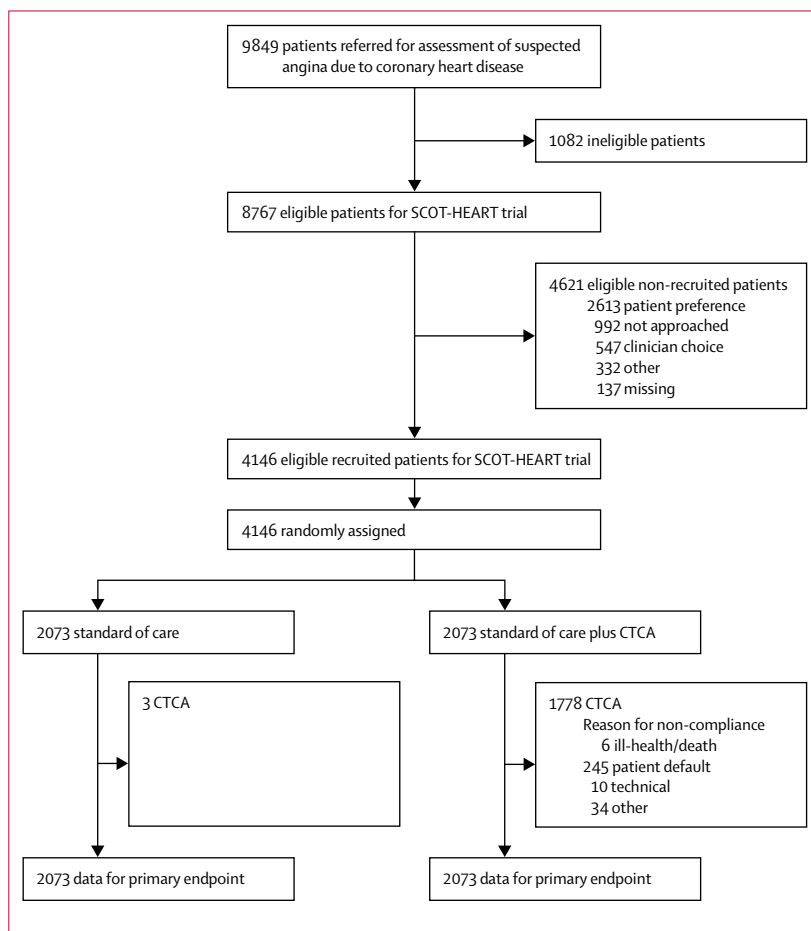 9849 patients referred for assessment of suspected
angina due to coronary heart disease
1082 ineligible patients
8767 eligible patients for SCOT-HEART trial
4621 eligible non-recruited patients
2613 patient preference
992 not approached
547 clinician choice
332 other
137 missing
4146 eligible recruited patients for SCOT-HEART trial
4146 randomly assigned
2073 standard of care
2073 standard of care plus CTCA
3 CTCA
1778 CTCA
Reason for non-compliance
6 ill-health/death
245 patient default
10 technical
34 other
2073 data for primary endpoint
2073 data for primary endpoint